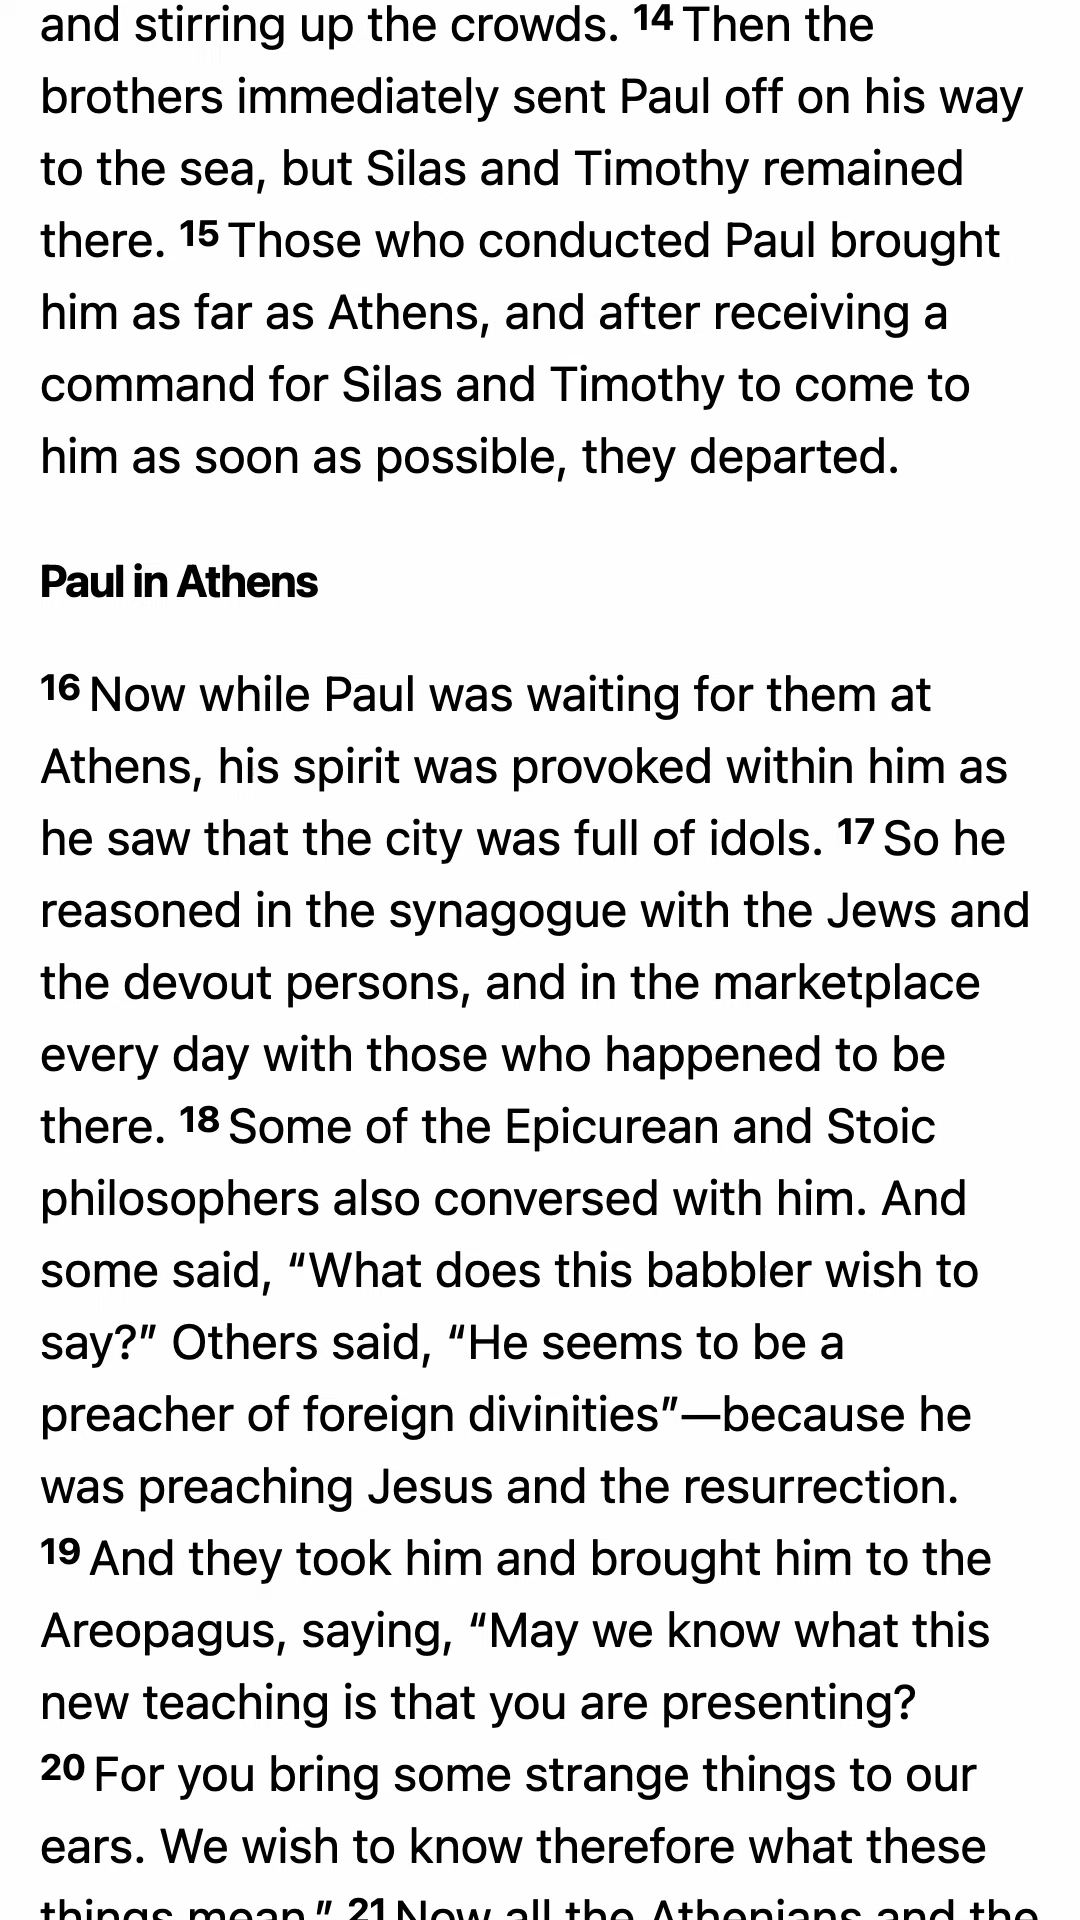 and stirring up the crowds. 14 Then the
brothers immediately sent Paul off on his way
to the sea, but Silas and Timothy remained
there. 15 Those who conducted Paul brought
him as far as Athens, and after receiving a
command for Silas and Timothy to come to
him as soon as possible, they departed.
Paul in Athens
16 Now while Paul was waiting for them at
Athens, his spirit was provoked within him as
he saw that the city was full of idols. 17 So he
reasoned in the synagogue with the Jews and
the devout persons, and in the marketplace
every day with those who happened to be
there. 18 Some of the Epicurean and Stoic
philosophers also conversed with him. And
some said, “What does this babbler wish to
say?” Others said, “He seems to be a
preacher of foreign divinities”—because he
was preaching Jesus and the resurrection.
19 And they took him and brought him to the
Areopagus, saying, “May we know what this
new teaching is that you are presenting?
20 For you bring some strange things to our
ears. We wish to know therefore what these
things mean.” 21 Now all the Athenians and the